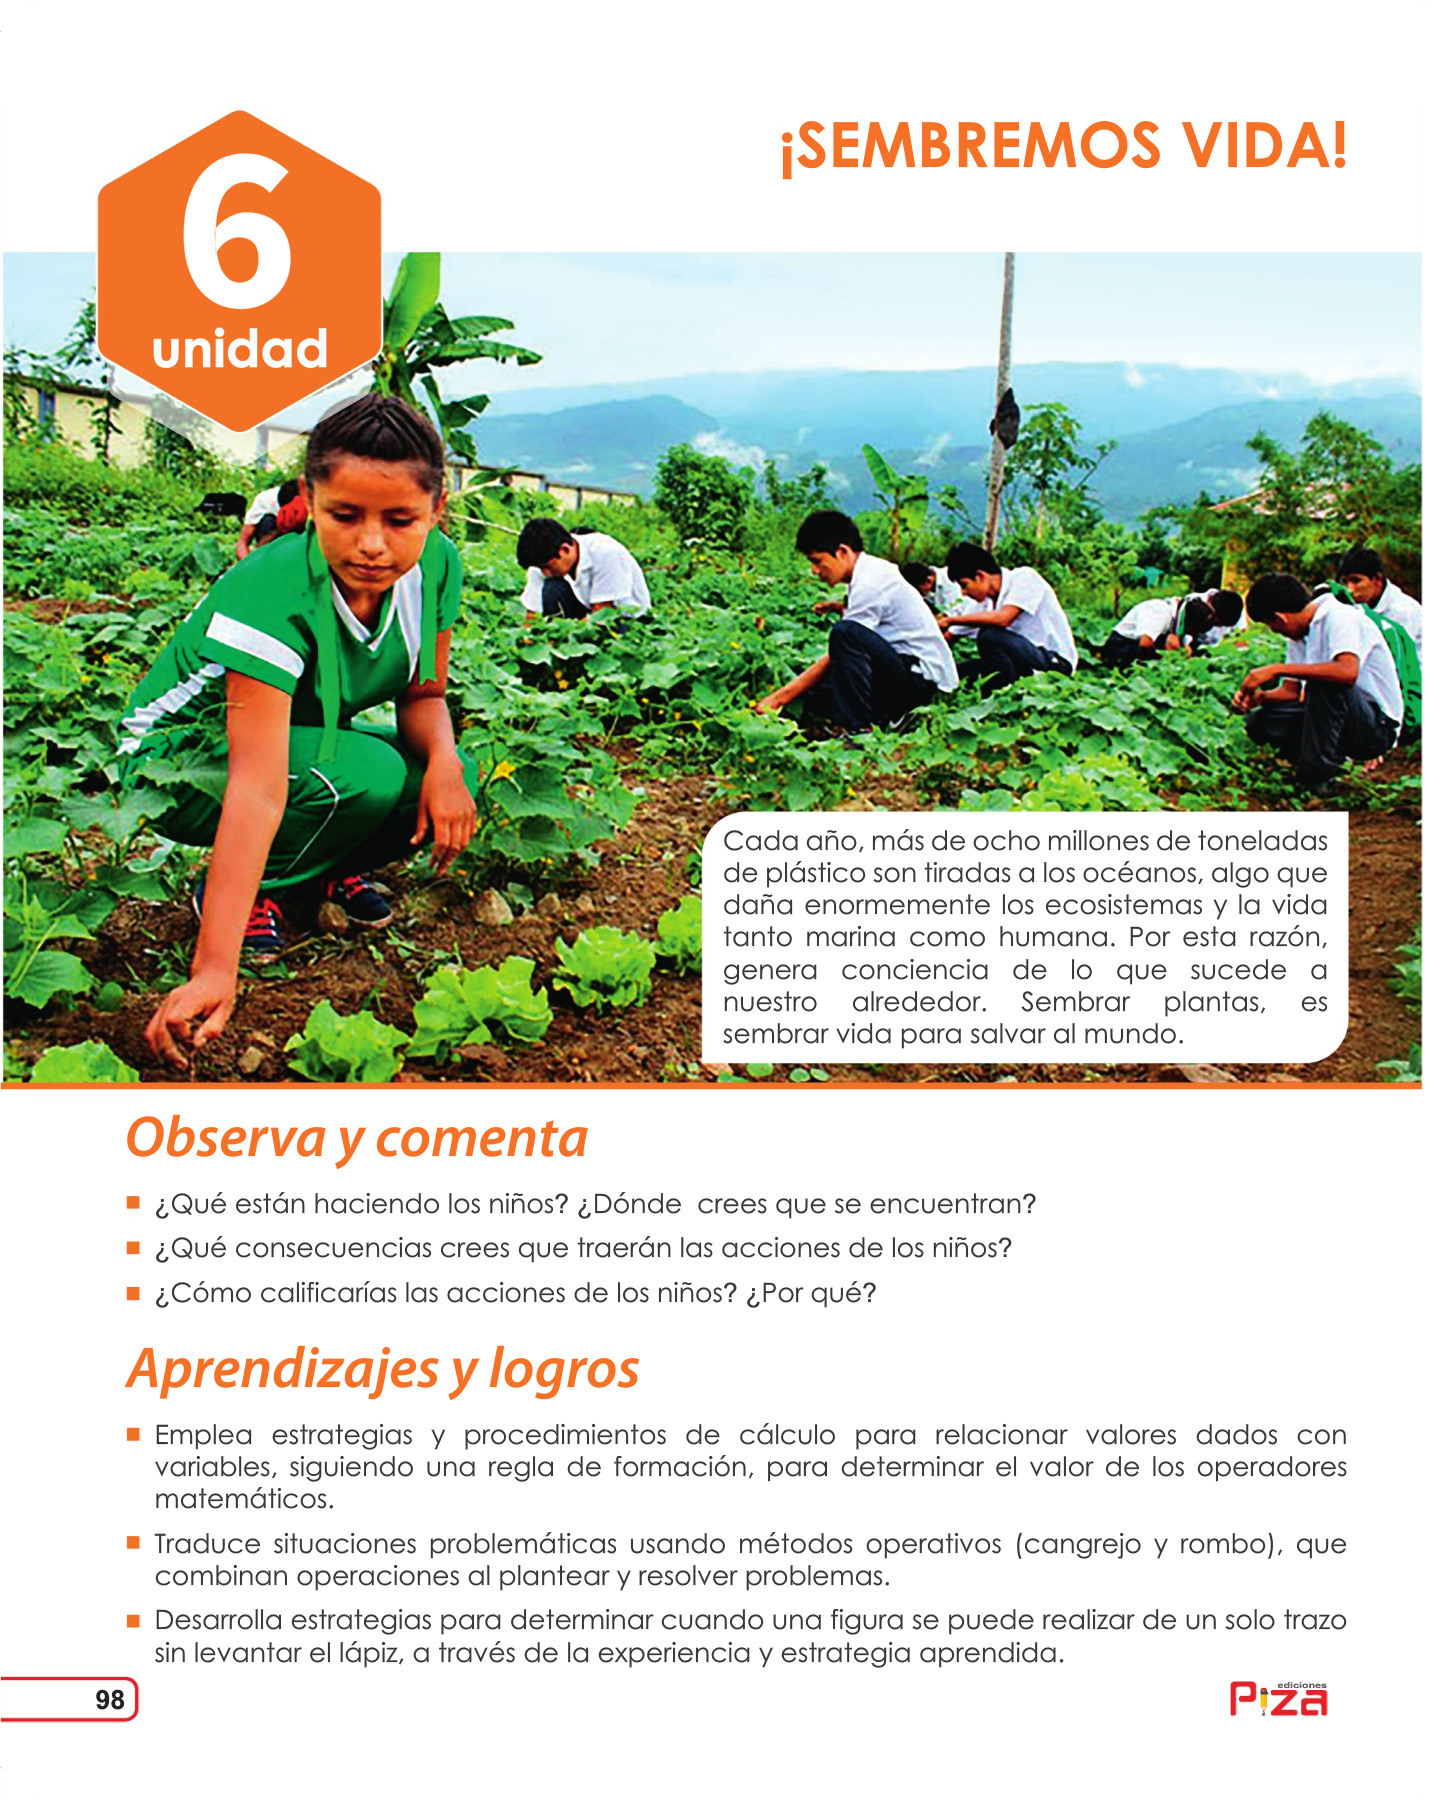 ¡SEMBREMOS VIDA!
6
unidad
Cada año, más de ocho millones de toneladas
de plástico son tiradas a los océanos, algo que
daña enormemente los ecosistemas y la vida
tanto marina como humana. Por esta razón,
genera conciencia de lo que sucede a
nuestro alrededor. Sembrar plantas, es
sembrar vida para salvar al mundo.
Observa y comenta
¿Qué están haciendo los niños? ¿Dónde crees que se encuentran?
¿Qué consecuencias crees que traerán las acciones de los niños?
¿Cómo calificarías las acciones de los niños? ¿Por qué?
Aprendizajes y logros
Emplea estrategias y procedimientos de cálculo para relacionar valores dados con
variables, siguiendo una regla de formación, para determinar el valor de los operadores
matemáticos.
Traduce situaciones problemáticas usando métodos operativos (cangrejo y rombo), que
combinan operaciones al plantear y resolver problemas.
Desarrolla estrategias para determinar cuando una figura se puede realizar de un solo trazo
sin levantar el lápiz, a través de la experiencia y estrategia aprendida.
98
ediciones
Piza